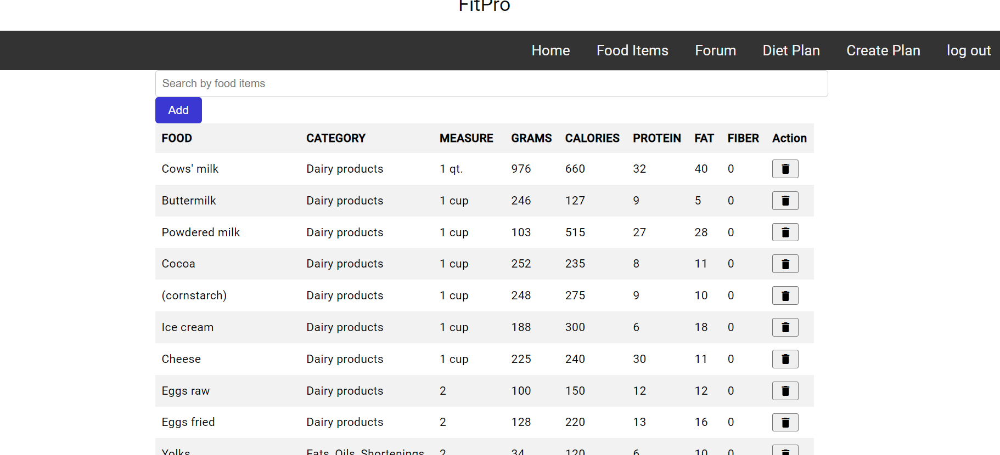 FitPro
Home Food Items Forum Diet Plan Create Plan log out
Search by food items
Add
FOOD CATEGORY MEASURE GRAMS CALORIES PROTEIN FAT FIBER Action
Cows' milk Dairy products 1 qt. 976 660 32 40 0
Buttermilk Dairy products 1 cup 246 127 9 5 0
Powdered milk Dairy products 1 cup 103 515 27 28 0
Cocoa Dairy products 1 cup 252 235 8 11 0
(cornstarch) Dairy products 1 cup 248 275 9 10 0
Ice cream Dairy products 1 cup 188 300 6 18 0
Cheese Dairy products 1 cup 225 240 30 11 0
Eggs raw Dairy products 2 100 150 12 12 0
Eggs fried Dairy products 2 128 220 13 16 0
Yolks Fats, Oils, Shortenings 2 34 120 6 10 0